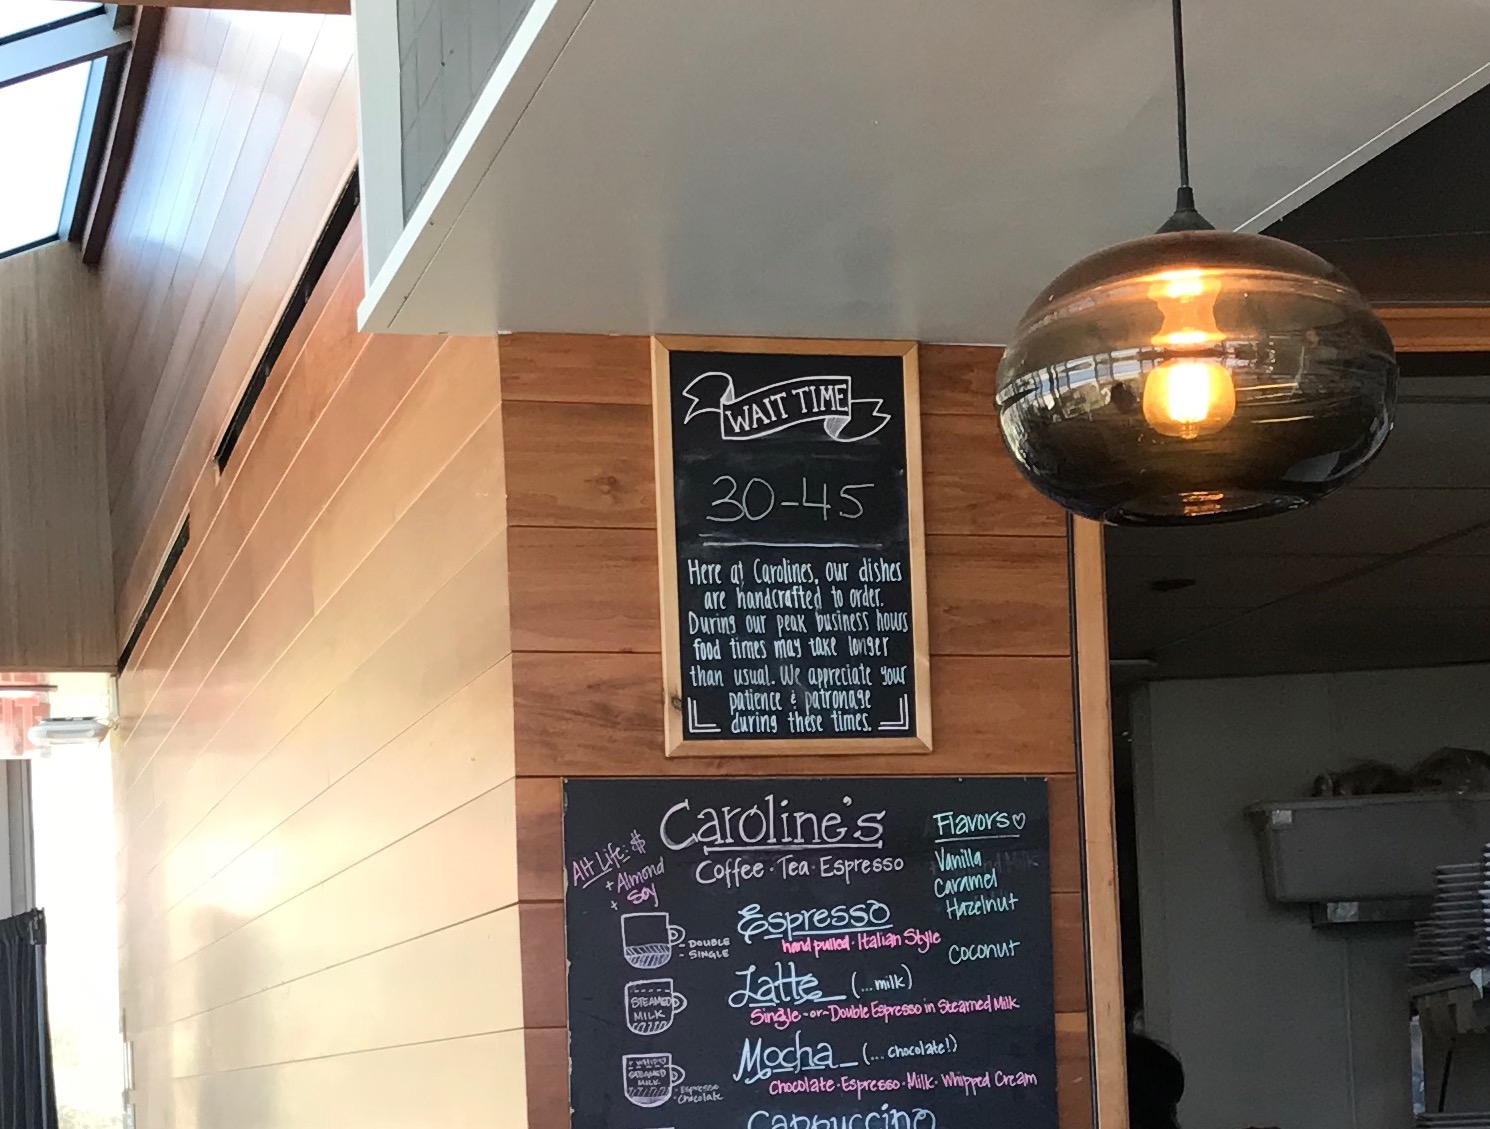 WAIT TIME
30-45
Here at Carolines, our dishes
are handcrafted to order.
During our peak business hours
food times may take longer
than usual. We appreciate your
patience & patronage
during these times.
Caroline's
Coffee · Tea · Espresso
Alt Life: $
+ Almond
+ Soy
Flavors♡
Vanilla
Caramel
Hazelnut
Coconut
Espresso
hand pulled · Italian Style
- DOUBLE
- SINGLE
Latte (...milk)
Single-or-Double Espresso in Steamed Milk
STEAMED
MILK
Mocha (...chocolate!)
Chocolate · Espresso · Milk · Whipped Cream
WHIP
STEAMED
MILK
- Espresso
- Chocolate
Cappuccino